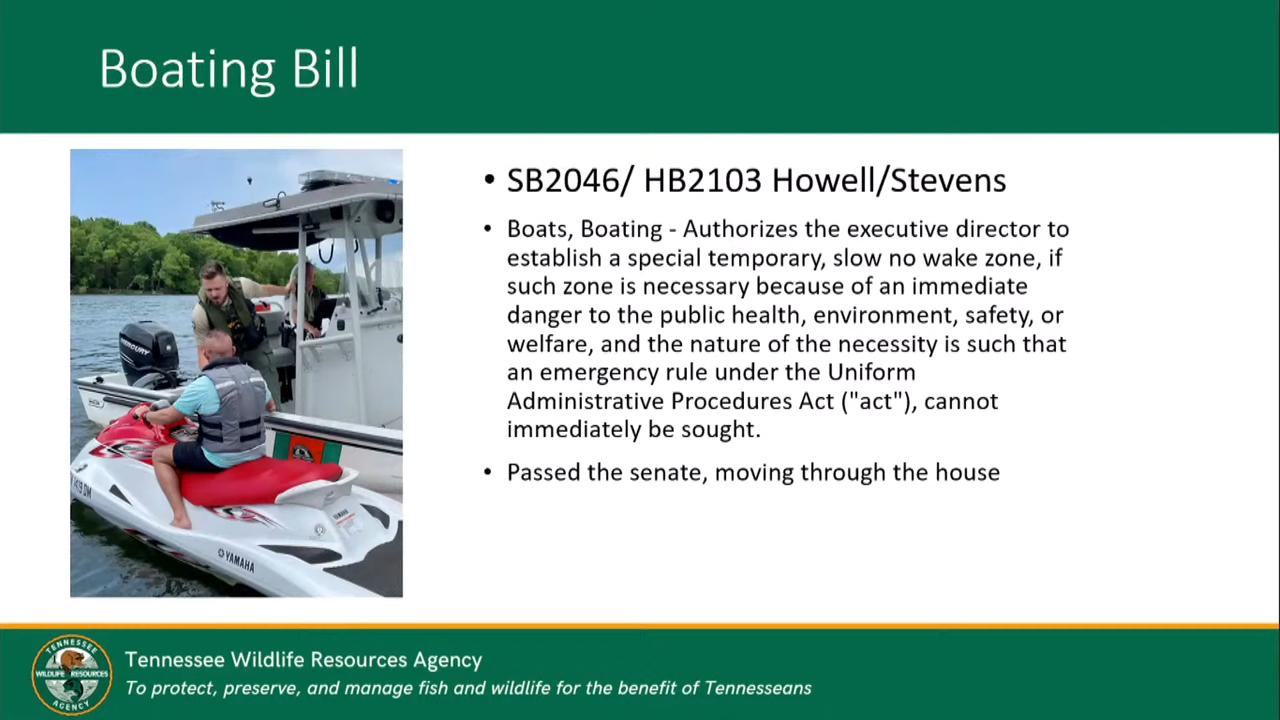 Boating Bill
• SB2046/ HB2103 Howell/Stevens
• Boats, Boating - Authorizes the executive director to
establish a special temporary, slow no wake zone, if
such zone is necessary because of an immediate
danger to the public health, environment, safety, or
welfare, and the nature of the necessity is such that
an emergency rule under the Uniform
Administrative Procedures Act ("act"), cannot
immediately be sought.
• Passed the senate, moving through the house
MERCURY
YAMAHA
TENNESSEE
WILDLIFE RESOURCES
AGENCY
Tennessee Wildlife Resources Agency
To protect, preserve, and manage fish and wildlife for the benefit of Tennesseans